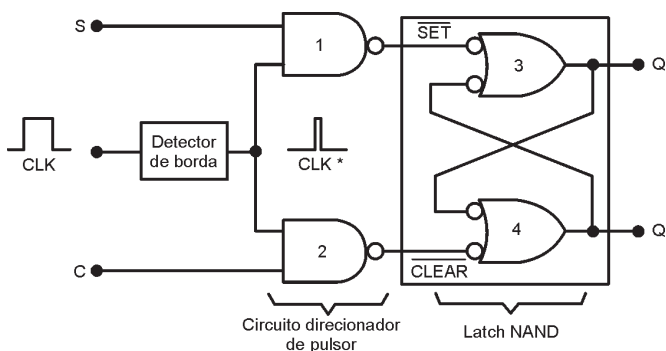 S
1
SET
3
Q
Detector
de borda
CLK
CLK *
2
4
Q
C
CLEAR
Circuito direcionador
de pulsor
Latch NAND